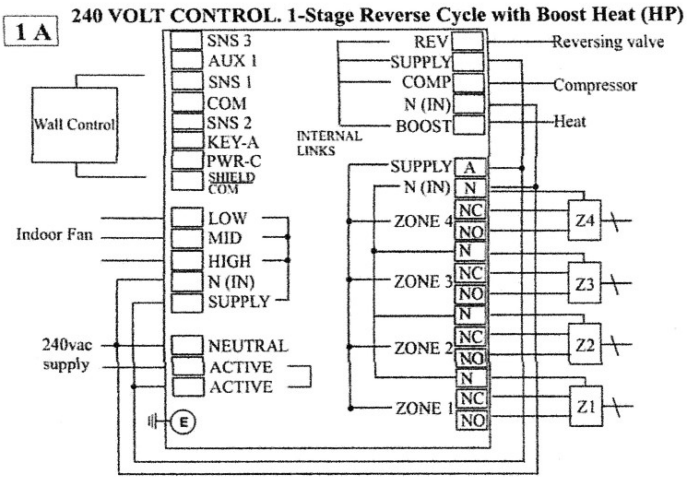 240 VOLT CONTROL. 1-Stage Reverse Cycle with Boost Heat (HP)
1 A
SNS 3
AUX 1
SNS 1
COM
SNS 2
KEY-A
PWR-C
SHIELD
COM
Wall Control
LOW
MID
HIGH
N (IN)
SUPPLY
Indoor Fan
240vac
supply
NEUTRAL
ACTIVE
ACTIVE
E
INTERNAL
LINKS
REV
SUPPLY
COMP
N (IN)
BOOST
Reversing valve
Compressor
Heat
SUPPLY A
N (IN) N
ZONE 4 NC
NO
Z4
N
ZONE 3 NC
NO
Z3
N
ZONE 2 NC
NO
Z2
N
ZONE 1 NC
NO
Z1